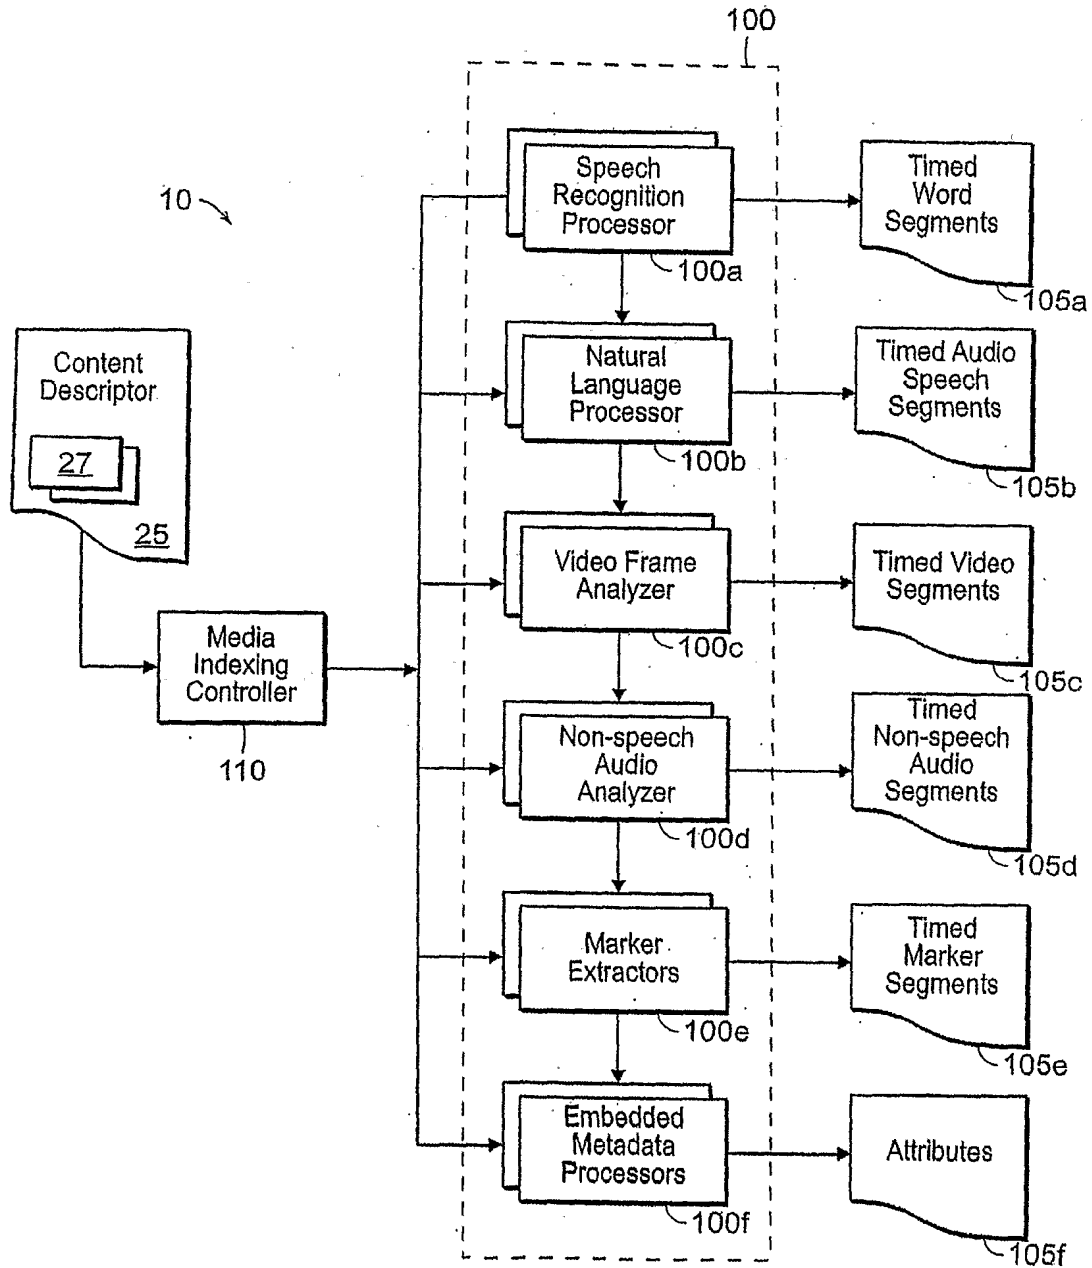 100
10
Speech
Recognition
Processor
100a
Timed
Word
Segments
105a
Content
Descriptor
27
25
Natural
Language
Processor
100b
Timed Audio
Speech
Segments
105b
Video Frame
Analyzer
100c
Timed Video
Segments
105c
Media
Indexing
Controller
110
Non-speech
Audio
Analyzer
100d
Timed
Non-speech
Audio
Segments
105d
Marker
Extractors
100e
Timed
Marker
Segments
105e
Embedded
Metadata
Processors
100f
Attributes
105f